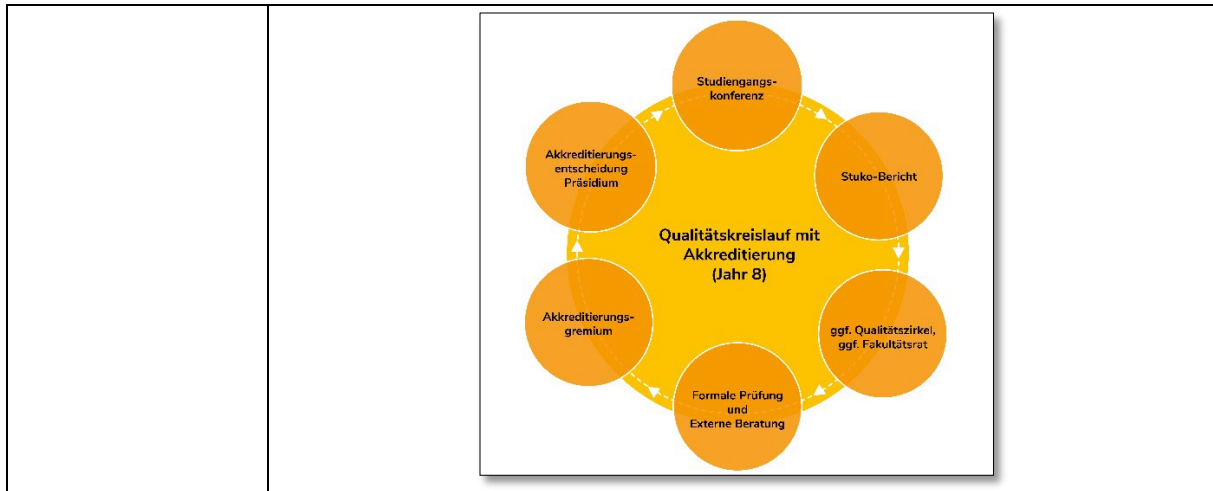 Studiengangs-
konferenz
Stuko-Bericht
ggf. Qualitätszirkel,
ggf. Fakultätsrat
Formale Prüfung
und
Externe Beratung
Akkreditierungs-
gremium
Akkreditierungs-
entscheidung
Präsidium
Qualitätskreislauf mit
Akkreditierung
(Jahr 8)